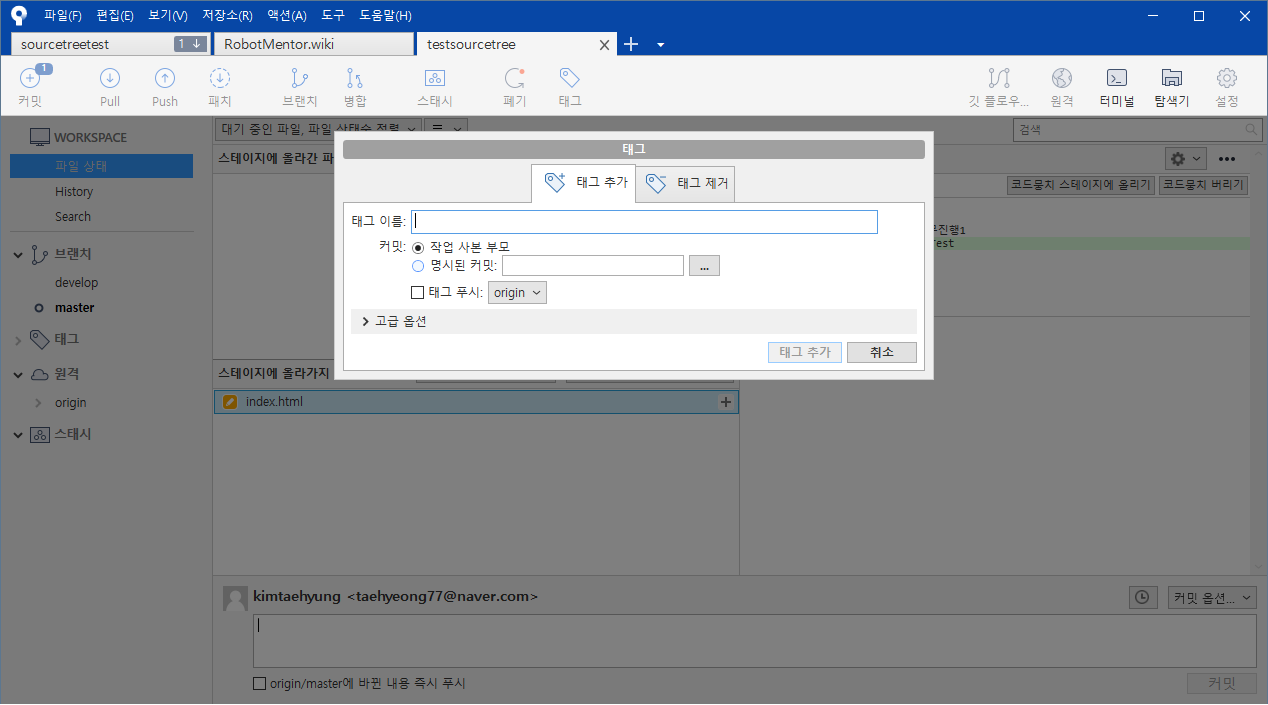 파일(F) 편집(E) 보기(V) 저장소(R) 액션(A) 도구 도움말(H)
sourcetreetest 1 RobotMentor.wiki testsourcetree
1
커밋 Pull Push 패치 브랜치 병합 스태시 폐기 태그 깃 플로우... 원격 터미널 탐색기 설정
WORKSPACE
파일 상태
History
Search
브랜치
develop
master
태그
원격
origin
스태시
대기 중인 파일, 파일 상태순 정렬
검색
스테이지에 올라간 파
코드뭉치 스테이지에 올리기 코드뭉치 버리기
태그
태그 추가 태그 제거
태그 이름:
커밋: 작업 사본 부모
명시된 커밋: ...
태그 푸시: origin
고급 옵션
태그 추가 취소
진행1
est
스테이지에 올라가지
index.html
kimtaehyung <taehyeong77@naver.com>
커밋 옵션...
origin/master에 바뀐 내용 즉시 푸시
커밋